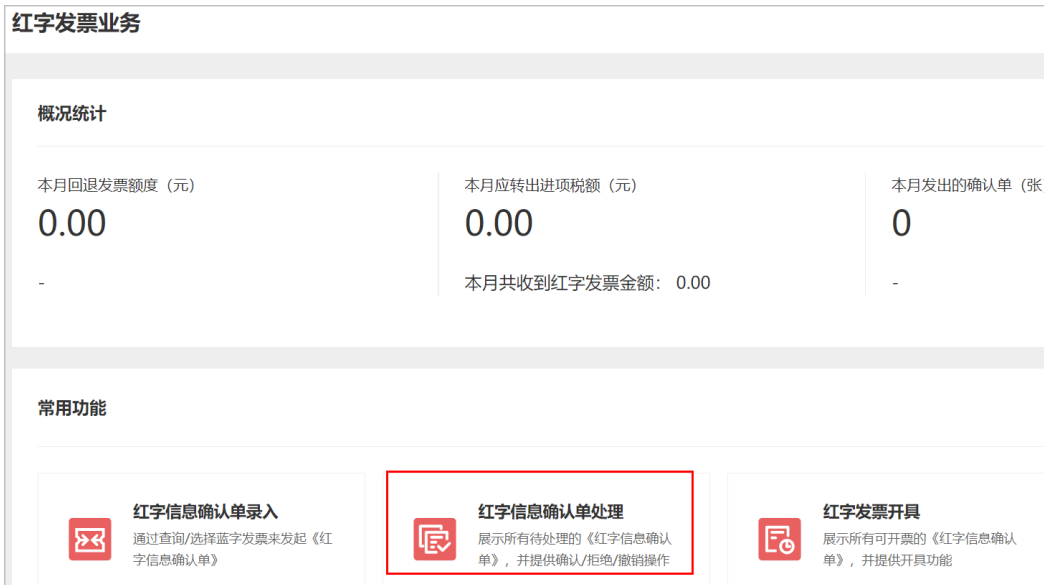 红字发票业务
概况统计
本月回退发票额度（元）
本月应转出进项税额（元）
本月发出的确认单（张
0.00
0.00
0
-
本月共收到红字发票金额： 0.00
-
常用功能
红字信息确认单录入
通过查询/选择蓝字发票来发起《红
字信息确认单》
红字信息确认单处理
展示所有待处理的《红字信息确认
单》，并提供确认/拒绝/撤销操作
红字发票开具
展示所有可开票的《红字信息确认
单》，并提供开具功能